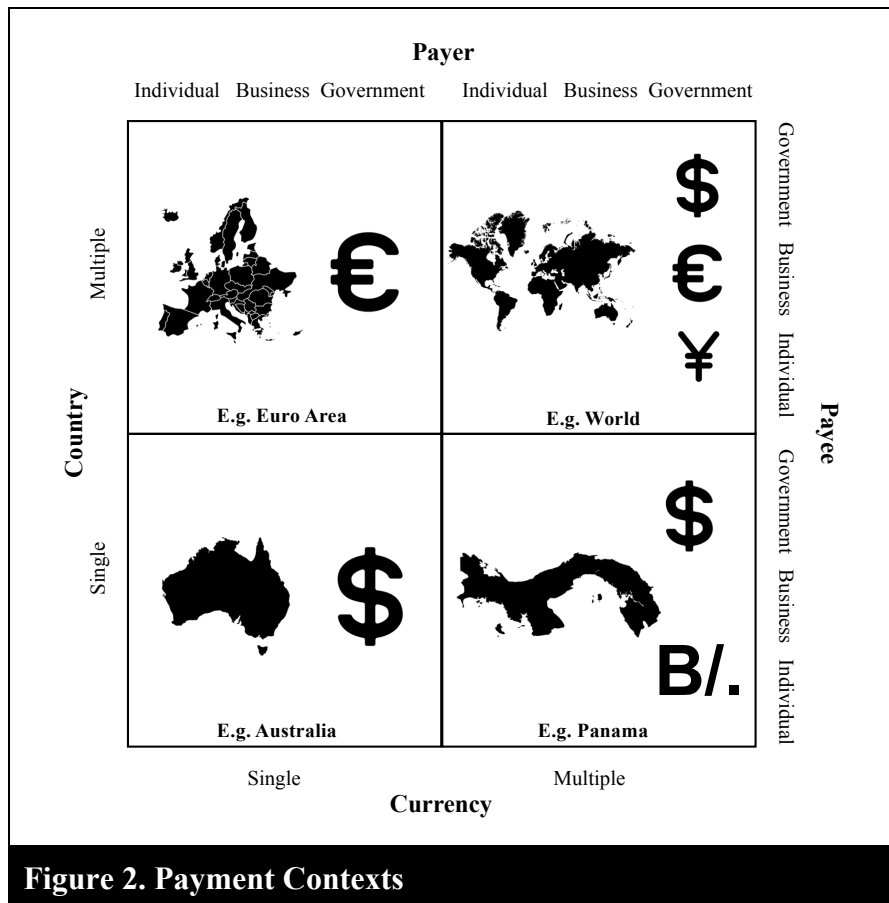 Payer
Individual Business Government Individual Business Government
Multiple
€
$
€
¥
Government Business Individual
E.g. Euro Area
E.g. World
Country
Payee
Single
$
$
B/.
Government Business Individual
E.g. Australia
E.g. Panama
Single
Multiple
Currency
Figure 2. Payment Contexts